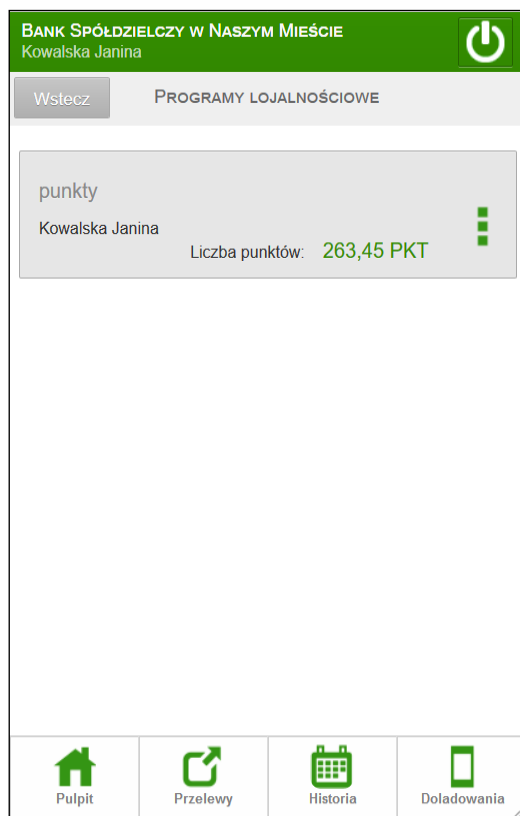 Bank Spółdzielczy w Naszym Mieście
Kowalska Janina
Wstecz
Programy lojalnościowe
punkty
Kowalska Janina
Liczba punktów: 263,45 PKT
Pulpit
Przelewy
Historia
Doladowania